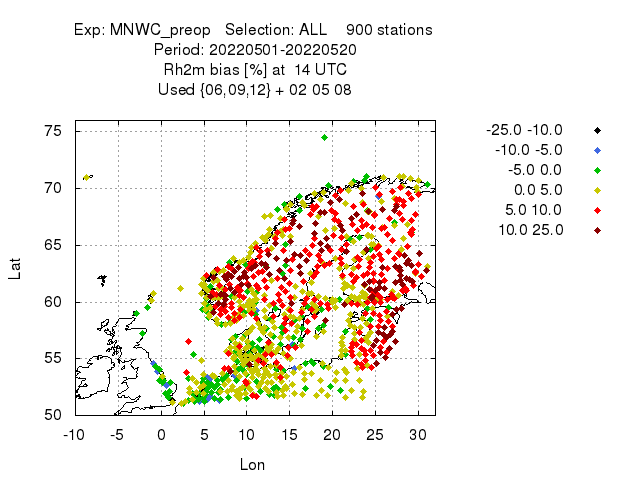 Exp: MNWC_preop   Selection: ALL    900 stations
Period: 20220501-20220520
Rh2m bias [%] at  14 UTC
Used {06,09,12} + 02 05 08
-25.0 -10.0
-10.0 -5.0
-5.0 0.0
0.0 5.0
5.0 10.0
10.0 25.0
75
70
65
60
55
50
Lat
-10 -5 0 5 10 15 20 25 30
Lon